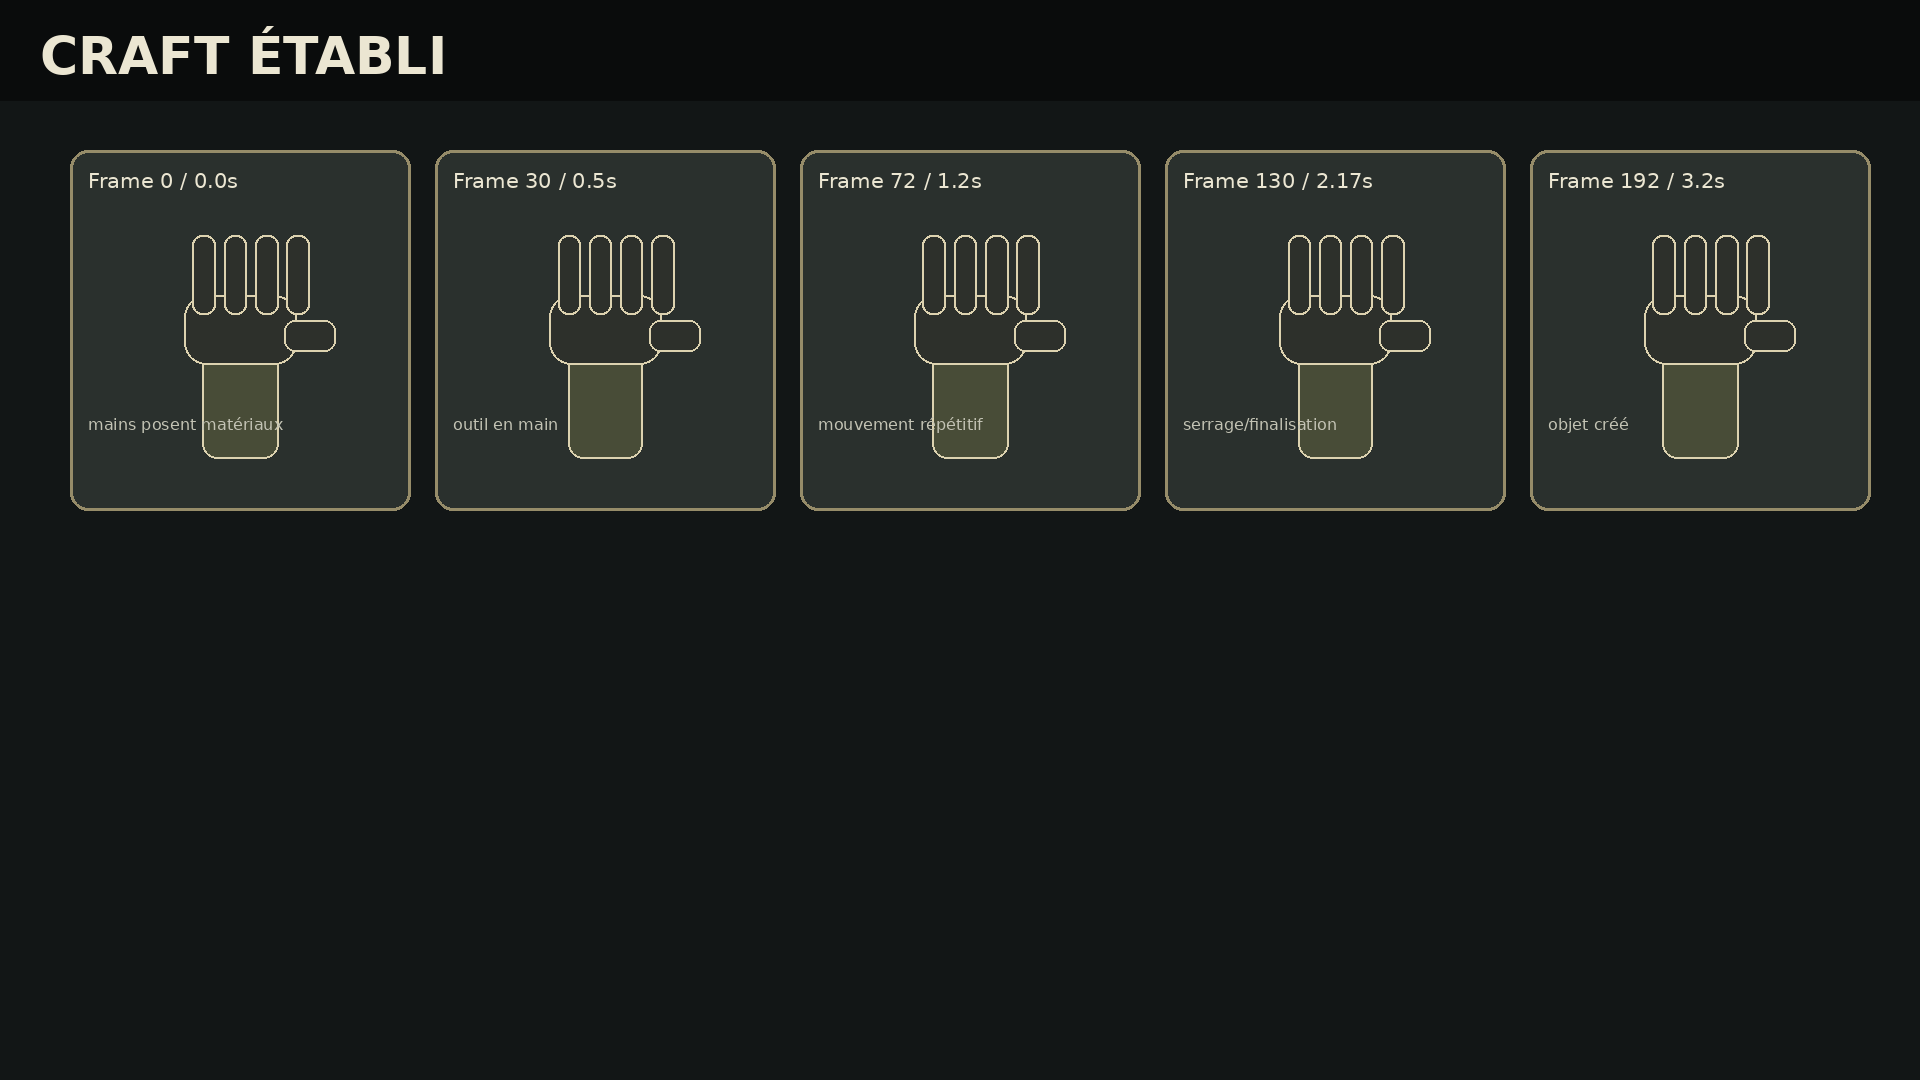 CRAFT ÉTABLI
Frame 0 / 0.0s
mains posent matériaux
Frame 30 / 0.5s
outil en main
Frame 72 / 1.2s
mouvement répétitif
Frame 130 / 2.17s
serrage/finalisation
Frame 192 / 3.2s
objet créé